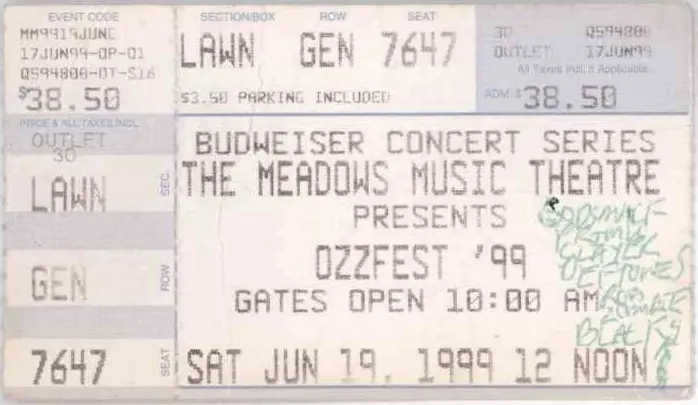 EVENT CODE
MM9919JUNE
17JUN99-OP-01
Q594808-OT-S16
$38.50
PRICE & ALL TAXES INCL.
OUTLET
30
LAWN
SEC.
GEN
ROW
7647
SEAT
SECTION/BOX ROW SEAT
LAWN GEN 7647
$3.50 PARKING INCLUDED
30 Q594808
OUTLET 17JUN99
All Taxes Incl. if Applicable
ADM $38.50
BUDWEISER CONCERT SERIES
THE MEADOWS MUSIC THEATRE
PRESENTS
OZZFEST '99
GATES OPEN 10:00 AM
SAT JUN 19, 1999 12 NOON
GODSMACK
PRIMUS
SLAYER
DEFTONES
ROB ZOMBIE
BLACK